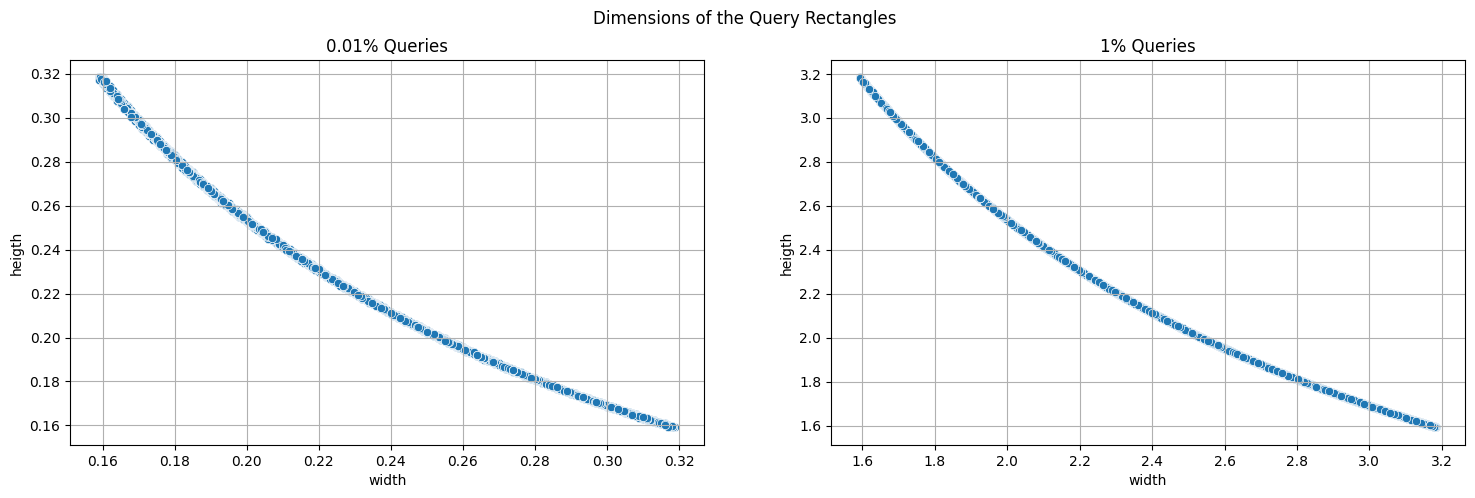 Dimensions of the Query Rectangles
0.01% Queries
0.32
0.30
0.28
0.26
0.24
0.22
0.20
0.18
0.16
heigth
0.16 0.18 0.20 0.22 0.24 0.26 0.28 0.30 0.32
width
1% Queries
3.2
3.0
2.8
2.6
2.4
2.2
2.0
1.8
1.6
heigth
1.6 1.8 2.0 2.2 2.4 2.6 2.8 3.0 3.2
width